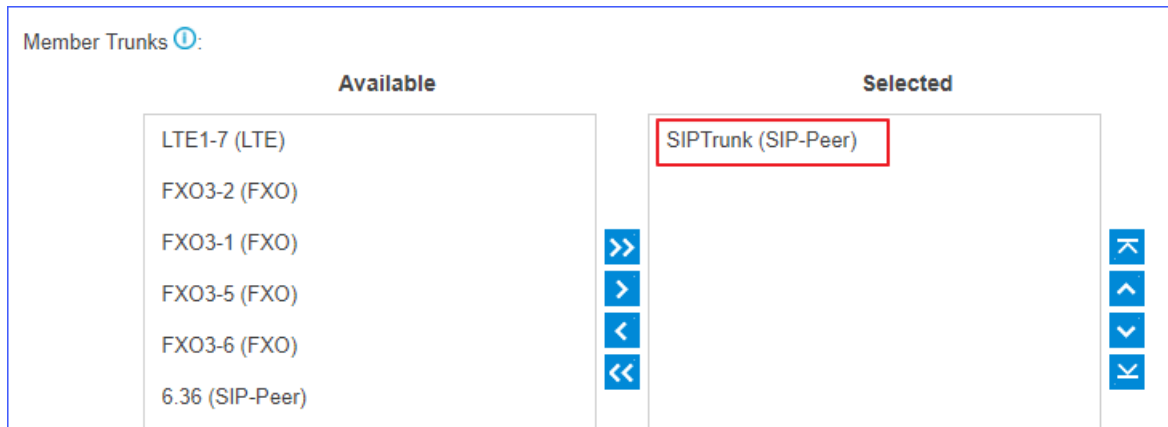 Member Trunks :
Available
Selected
LTE1-7 (LTE)
SIPTrunk (SIP-Peer)
FXO3-2 (FXO)
FXO3-1 (FXO)
FXO3-5 (FXO)
FXO3-6 (FXO)
6.36 (SIP-Peer)